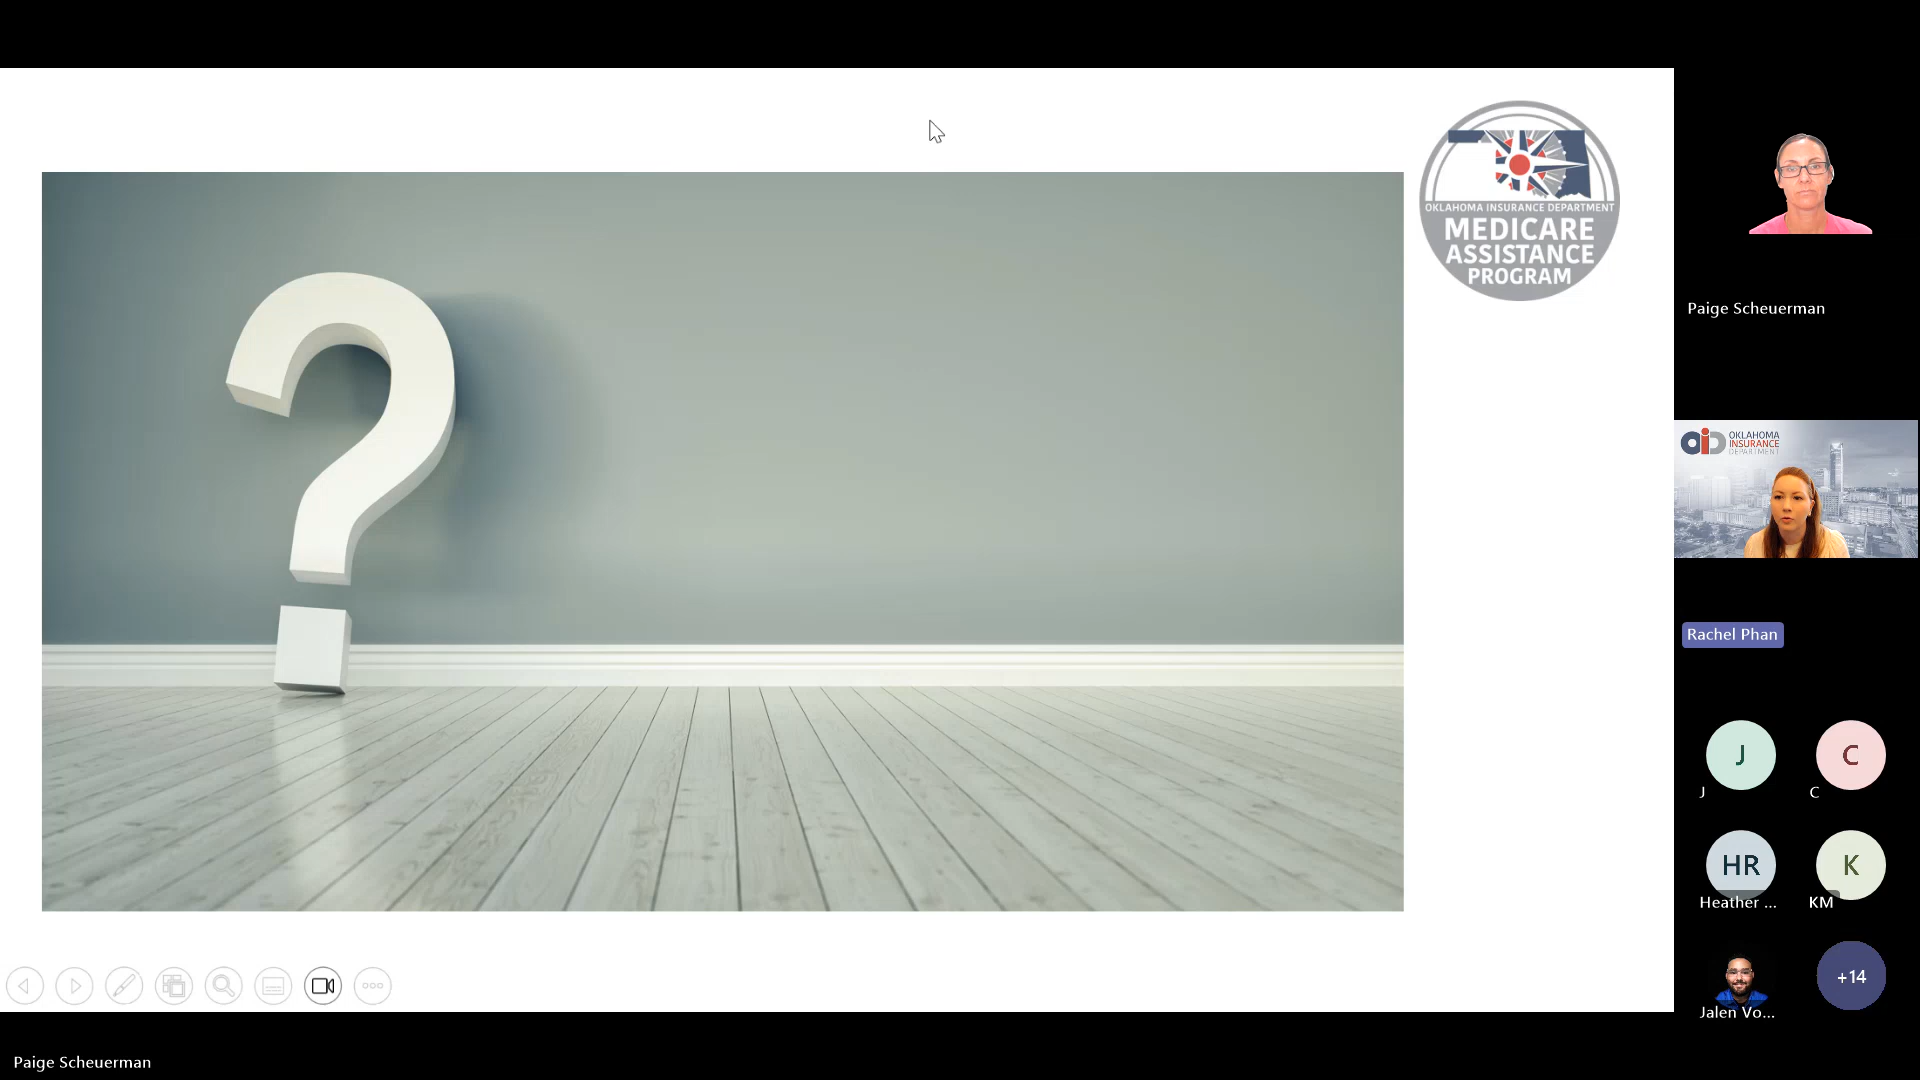 OKLAHOMA INSURANCE DEPARTMENT
MEDICARE
ASSISTANCE
PROGRAM
Paige Scheuerman
OKLAHOMA
INSURANCE
DEPARTMENT
Rachel Phan
J
C
J
C
HR
K
Heather ...
KM
+14
Jalen Vo...
Paige Scheuerman